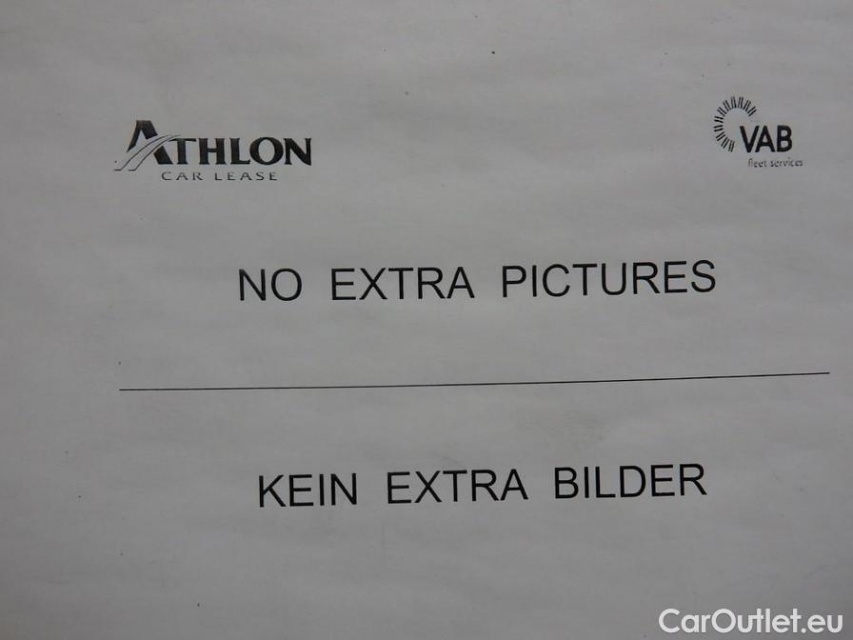 ATHLON
CAR LEASE
VAB
fleet services
NO EXTRA PICTURES
KEIN EXTRA BILDER
CarOutlet.eu